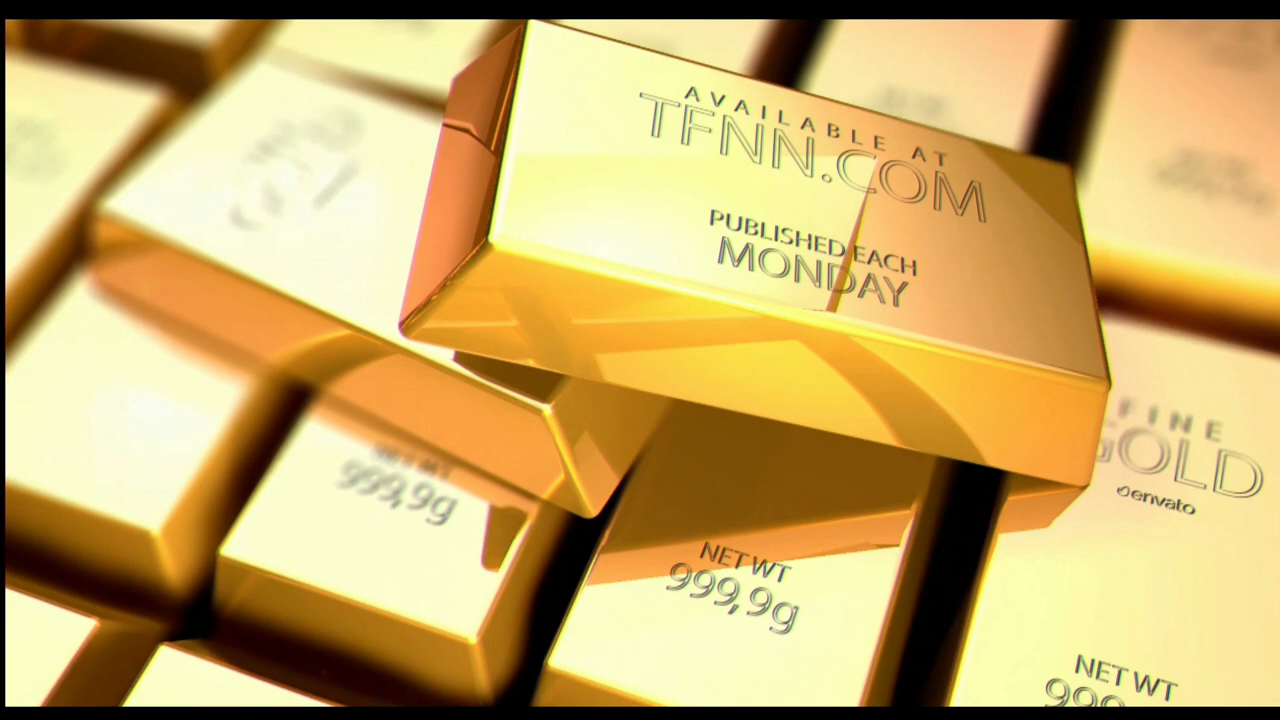 AVAILABLE AT
TFNN.COM
PUBLISHED EACH
MONDAY
FINE
GOLD
envato
NET WT
999,9g
NET WT
999,9g
NET WT